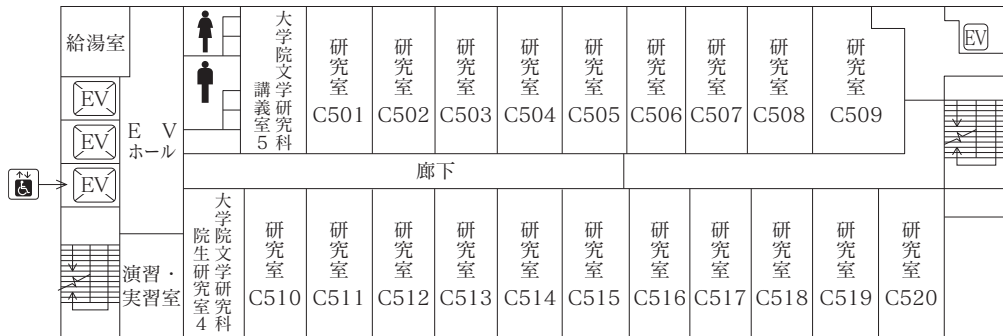 給湯室
EV
EV
EV
E V
ホール
大学院文学研究科
講義室5
研究室
C501
研究室
C502
研究室
C503
研究室
C504
研究室
C505
研究室
C506
研究室
C507
研究室
C508
研究室
C509
EV
廊下
演習・
実習室
大学院文学研究科
院生研究室4
研究室
C510
研究室
C511
研究室
C512
研究室
C513
研究室
C514
研究室
C515
研究室
C516
研究室
C517
研究室
C518
研究室
C519
研究室
C520